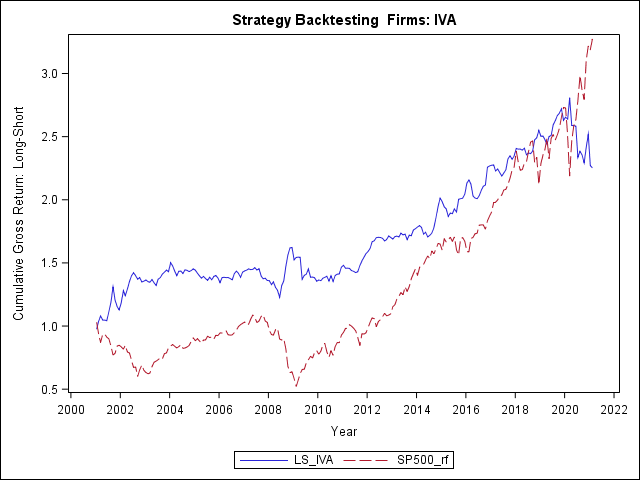 Strategy Backtesting  Firms: IVA
Cumulative Gross Return: Long-Short
3.0
2.5
2.0
1.5
1.0
0.5
2000 2002 2004 2006 2008 2010 2012 2014 2016 2018 2020 2022
Year
LS_IVA SP500_rf